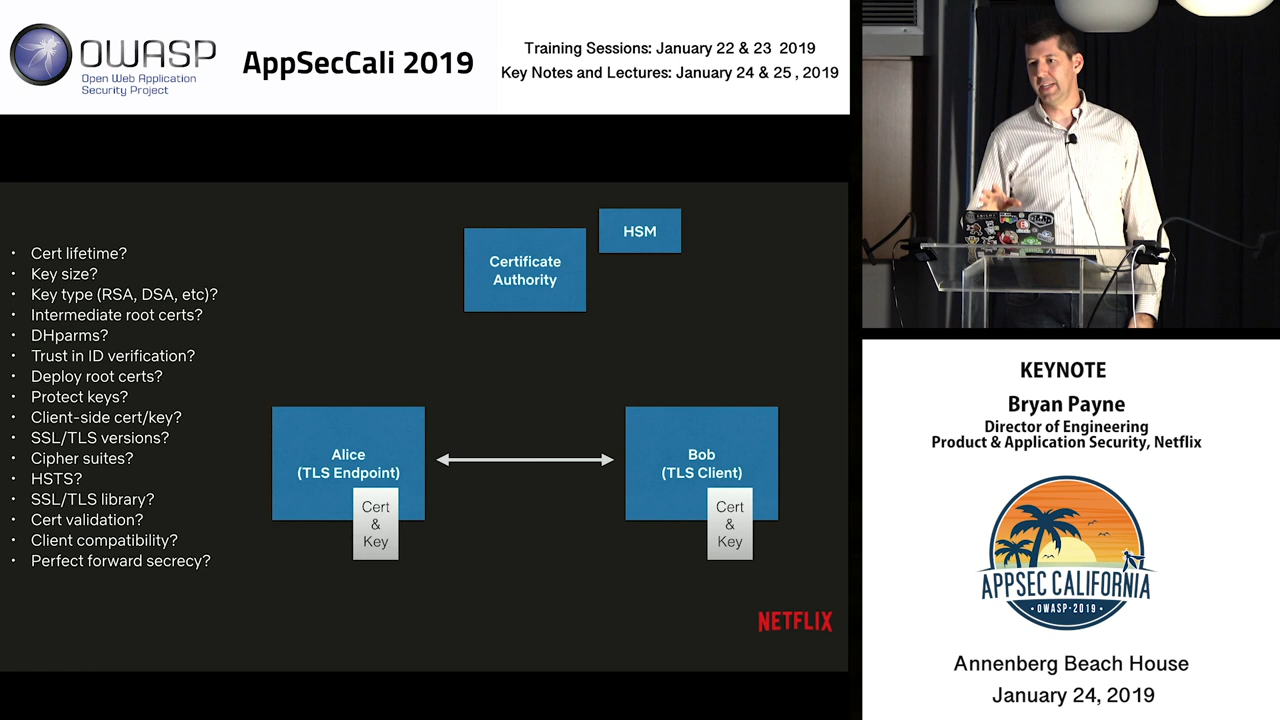 OWASP
Open Web Application
Security Project
AppSecCali 2019
Training Sessions: January 22 & 23 2019
Key Notes and Lectures: January 24 & 25 , 2019
• Cert lifetime?
• Key size?
• Key type (RSA, DSA, etc)?
• Intermediate root certs?
• DHparms?
• Trust in ID verification?
• Deploy root certs?
• Protect keys?
• Client-side cert/key?
• SSL/TLS versions?
• Cipher suites?
• HSTS?
• SSL/TLS library?
• Cert validation?
• Client compatibility?
• Perfect forward secrecy?
HSM
Certificate
Authority
Alice
(TLS Endpoint)
Cert
&
Key
Bob
(TLS Client)
Cert
&
Key
NETFLIX
KEYNOTE
Bryan Payne
Director of Engineering
Product & Application Security, Netflix
APPSEC CALIFORNIA
• OWASP-2019 •
Annenberg Beach House
January 24, 2019